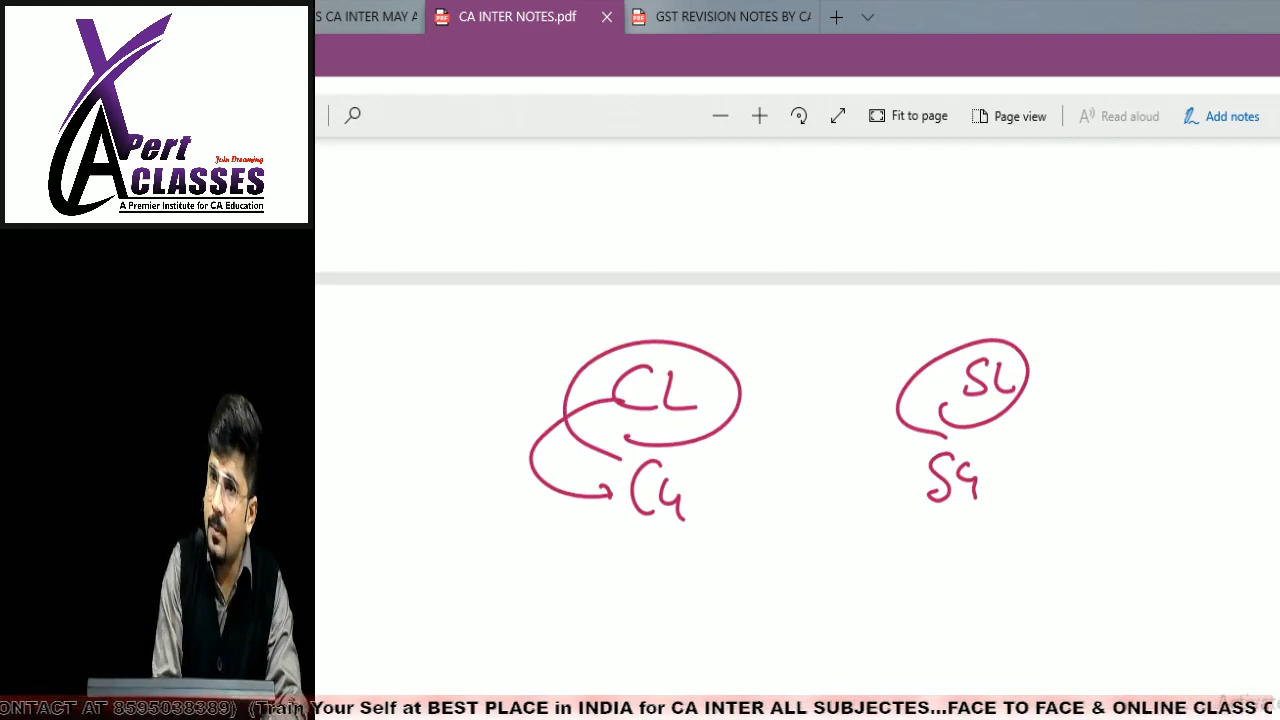 S CA INTER MAY A
CA INTER NOTES.pdf
GST REVISION NOTES BY CA
XPert
Join Dreaming
CA CLASSES
A Premier Institute for CA Education
Fit to page
Page view
Read aloud
Add notes
CL
SL
CG
SG
ONTACT AT 8595038389) (Train Your Self at BEST PLACE in INDIA for CA INTER ALL SUBJECTES...FACE TO FACE & ONLINE CLASS